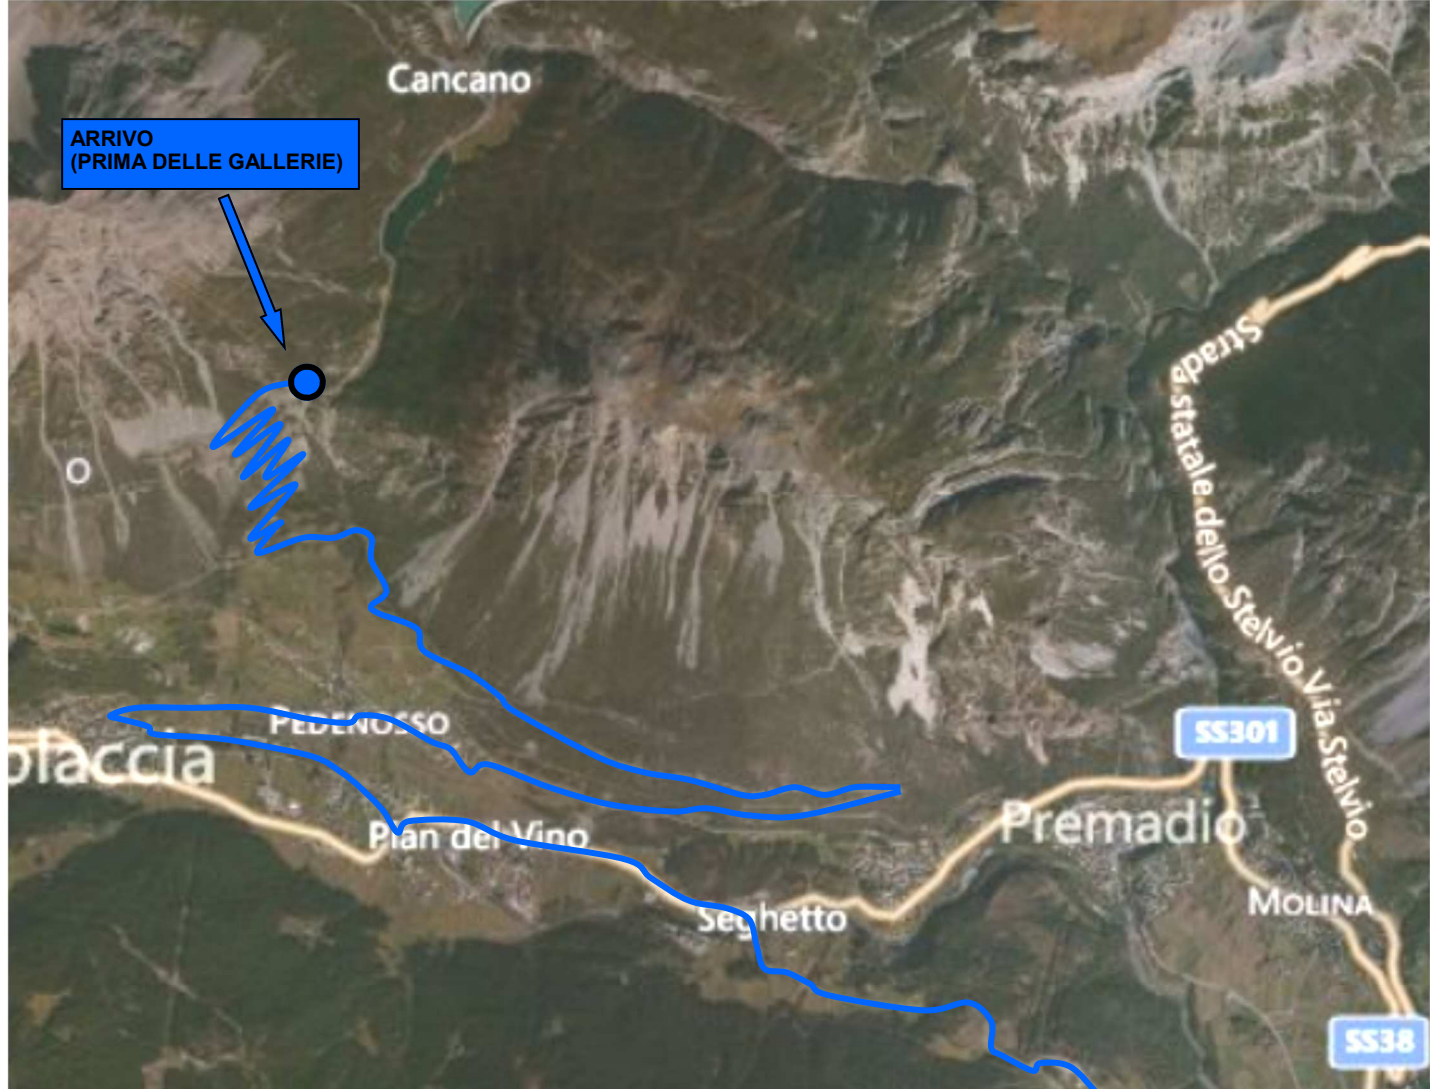 Cancano
ARRIVO
(PRIMA DELLE GALLERIE)
Strada statale dello Stelvio Via Stelvio
O
PEDENOSSO
olaccia
SS301
Pian del Vino
Premadio
Seghetto
MOLINA
SS38